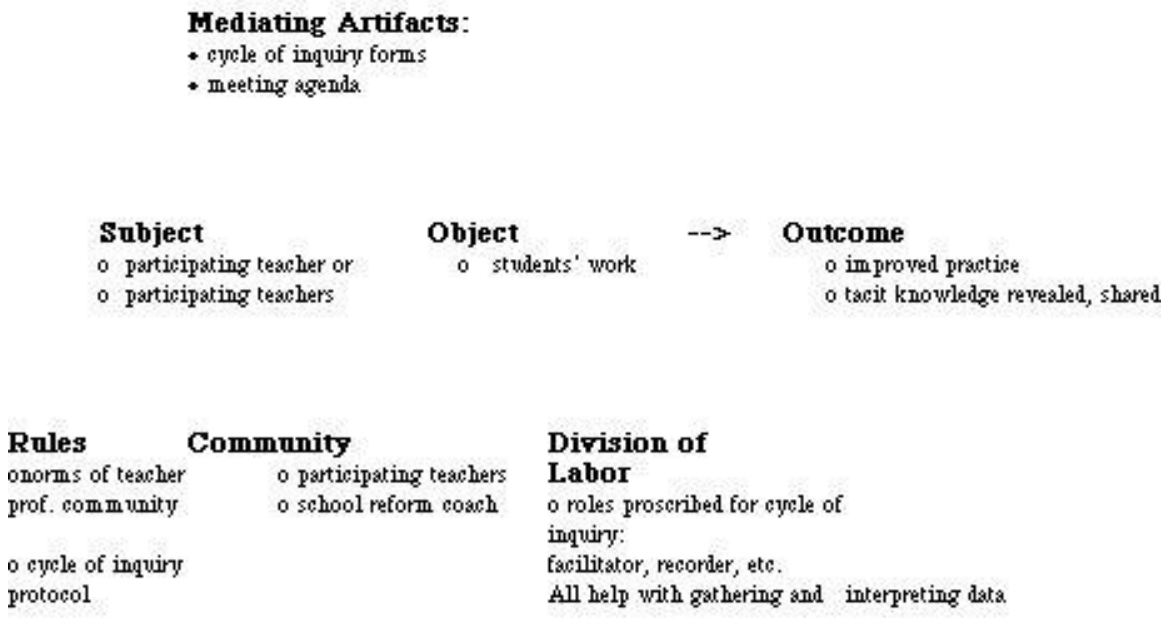 Mediating Artifacts:
• cycle of inquiry forms
• meeting agenda
Subject
o participating teacher or
o participating teachers
Object
o students' work
-->
Outcome
o improved practice
o tacit knowledge revealed, shared
Rules
onorms of teacher
prof. community
o cycle of inquiry
protocol
Community
o participating teachers
o school reform coach
Division of
Labor
o roles proscribed for cycle of
inquiry:
facilitator, recorder, etc.
All help with gathering and interpreting data